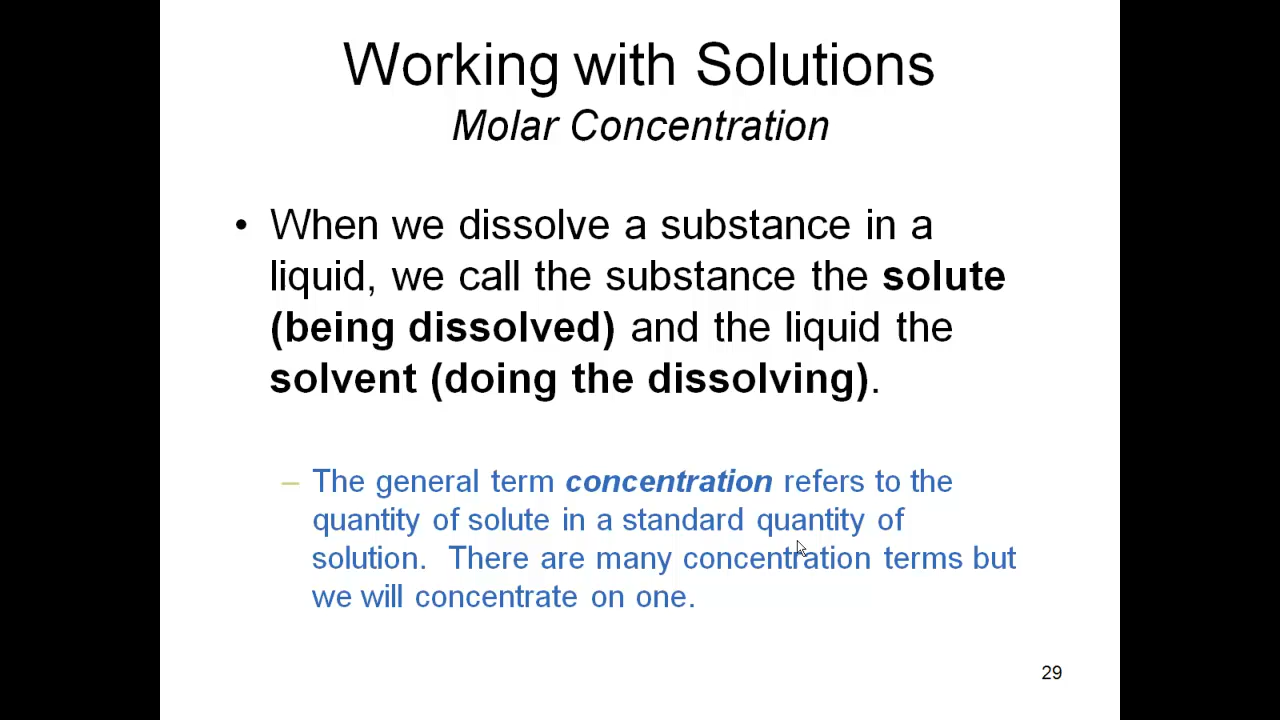 Working with Solutions
Molar Concentration
• When we dissolve a substance in a
liquid, we call the substance the solute
(being dissolved) and the liquid the
solvent (doing the dissolving).
– The general term concentration refers to the
quantity of solute in a standard quantity of
solution.  There are many concentration terms but
we will concentrate on one.
29